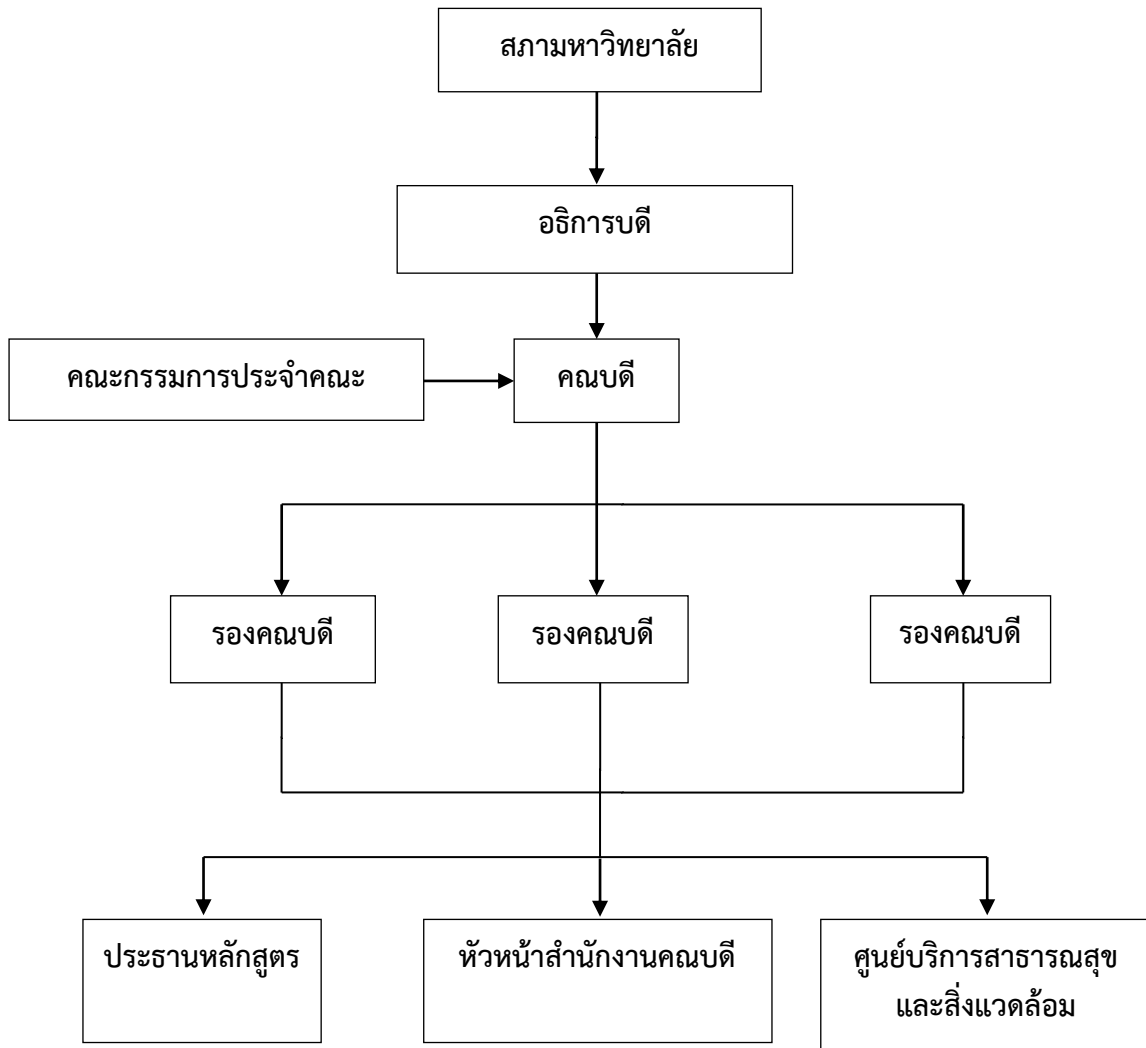 สภามหาวิทยาลัย
อธิการบดี
คณะกรรมการประจำคณะ
คณบดี
รองคณบดี
รองคณบดี
รองคณบดี
ประธานหลักสูตร
หัวหน้าสำนักงานคณบดี
ศูนย์บริการสาธารณสุข
และสิ่งแวดล้อม